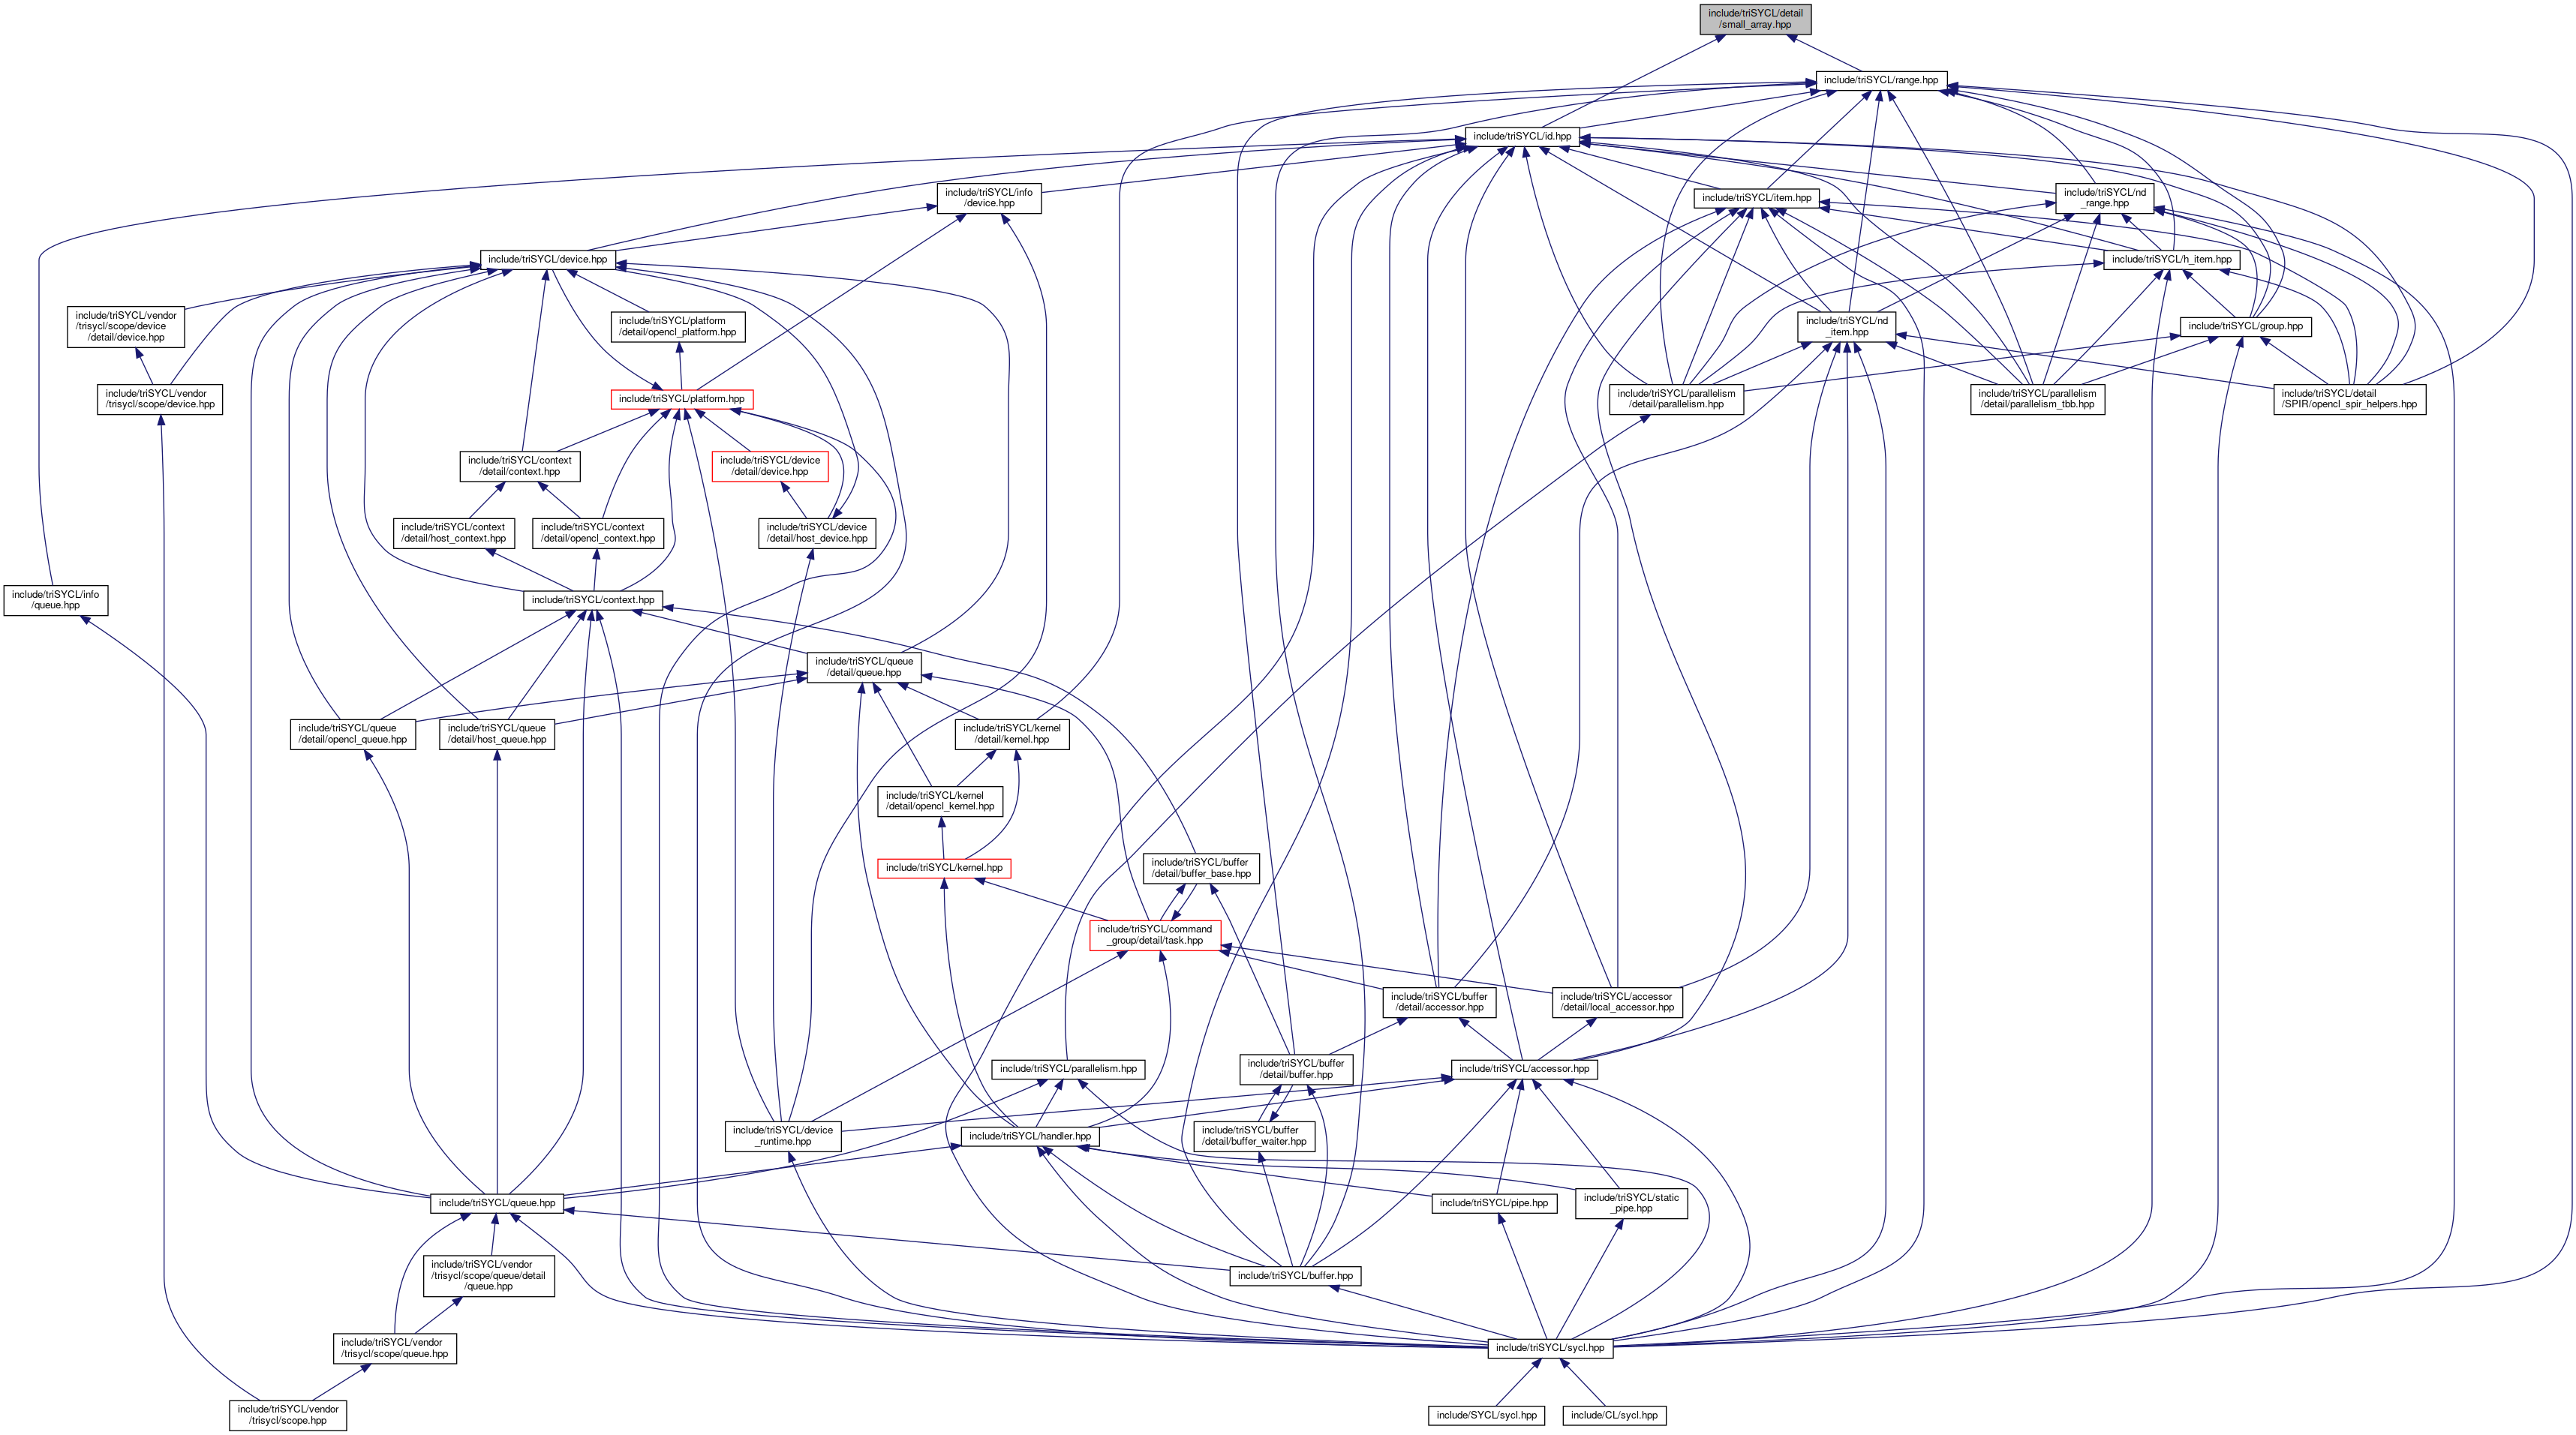 include/triSYCL/detail
/small_array.hpp
include/triSYCL/range.hpp
include/triSYCL/id.hpp
include/triSYCL/info
/device.hpp
include/triSYCL/item.hpp
include/triSYCL/nd
_range.hpp
include/triSYCL/device.hpp
include/triSYCL/h_item.hpp
include/triSYCL/vendor
/trisycl/scope/device
/detail/device.hpp
include/triSYCL/platform
/detail/opencl_platform.hpp
include/triSYCL/nd
_item.hpp
include/triSYCL/group.hpp
include/triSYCL/vendor
/trisycl/scope/device.hpp
include/triSYCL/platform.hpp
include/triSYCL/parallelism
/detail/parallelism.hpp
include/triSYCL/parallelism
/detail/parallelism_tbb.hpp
include/triSYCL/detail
/SPIR/opencl_spir_helpers.hpp
include/triSYCL/context
/detail/context.hpp
include/triSYCL/device
/detail/device.hpp
include/triSYCL/context
/detail/host_context.hpp
include/triSYCL/context
/detail/opencl_context.hpp
include/triSYCL/device
/detail/host_device.hpp
include/triSYCL/info
/queue.hpp
include/triSYCL/context.hpp
include/triSYCL/queue
/detail/queue.hpp
include/triSYCL/queue
/detail/opencl_queue.hpp
include/triSYCL/queue
/detail/host_queue.hpp
include/triSYCL/kernel
/detail/kernel.hpp
include/triSYCL/kernel
/detail/opencl_kernel.hpp
include/triSYCL/kernel.hpp
include/triSYCL/buffer
/detail/buffer_base.hpp
include/triSYCL/command
_group/detail/task.hpp
include/triSYCL/buffer
/detail/accessor.hpp
include/triSYCL/accessor
/detail/local_accessor.hpp
include/triSYCL/parallelism.hpp
include/triSYCL/buffer
/detail/buffer.hpp
include/triSYCL/accessor.hpp
include/triSYCL/device
_runtime.hpp
include/triSYCL/handler.hpp
include/triSYCL/buffer
/detail/buffer_waiter.hpp
include/triSYCL/queue.hpp
include/triSYCL/pipe.hpp
include/triSYCL/static
_pipe.hpp
include/triSYCL/vendor
/trisycl/scope/queue/detail
/queue.hpp
include/triSYCL/buffer.hpp
include/triSYCL/vendor
/trisycl/scope/queue.hpp
include/triSYCL/sycl.hpp
include/triSYCL/vendor
/trisycl/scope.hpp
include/SYCL/sycl.hpp
include/CL/sycl.hpp